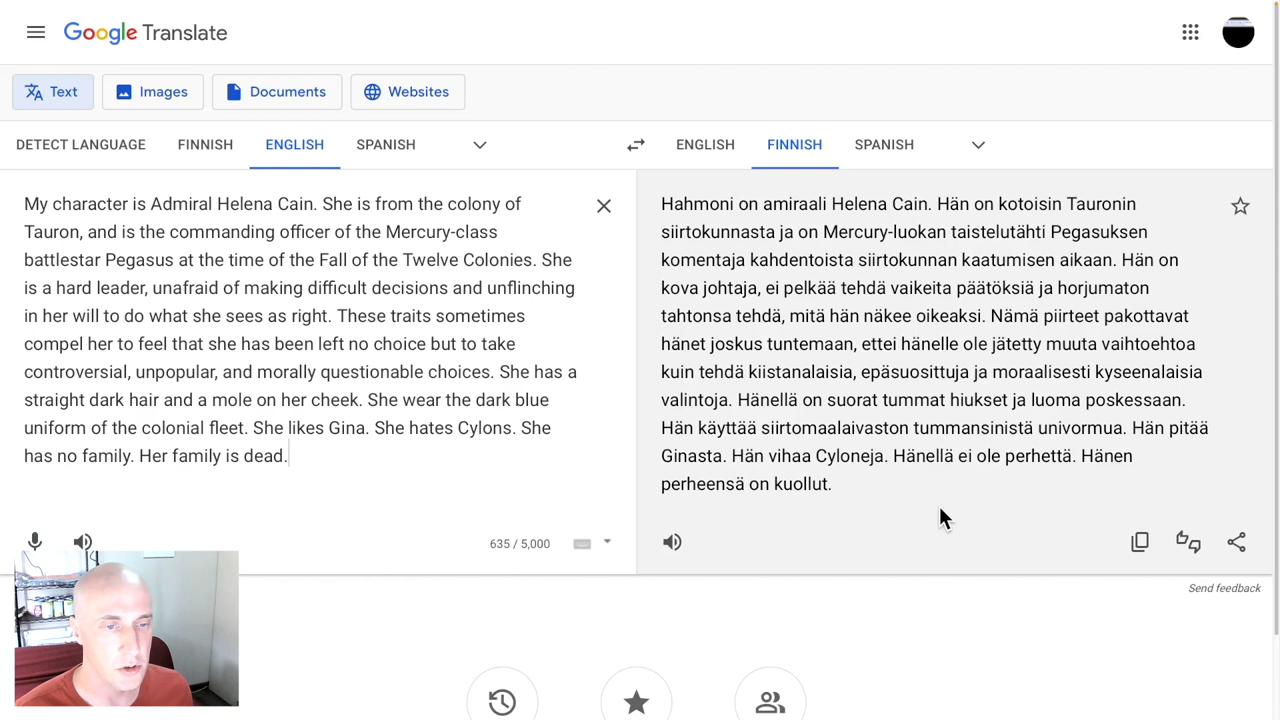 Google Translate
Text
Images
Documents
Websites
DETECT LANGUAGE
FINNISH
ENGLISH
SPANISH
ENGLISH
FINNISH
SPANISH
My character is Admiral Helena Cain. She is from the colony of
Tauron, and is the commanding officer of the Mercury-class
battlestar Pegasus at the time of the Fall of the Twelve Colonies. She
is a hard leader, unafraid of making difficult decisions and unflinching
in her will to do what she sees as right. These traits sometimes
compel her to feel that she has been left no choice but to take
controversial, unpopular, and morally questionable choices. She has a
straight dark hair and a mole on her cheek. She wear the dark blue
uniform of the colonial fleet. She likes Gina. She hates Cylons. She
has no family. Her family is dead.
635 / 5,000
Hahmoni on amiraali Helena Cain. Hän on kotoisin Tauronin
siirtokunnasta ja on Mercury-luokan taistelutähti Pegasuksen
komentaja kahdentoista siirtokunnan kaatumisen aikaan. Hän on
kova johtaja, ei pelkää tehdä vaikeita päätöksiä ja horjumaton
tahtonsa tehdä, mitä hän näkee oikeaksi. Nämä piirteet pakottavat
hänet joskus tuntemaan, ettei hänelle ole jätetty muuta vaihtoehtoa
kuin tehdä kiistanalaisia, epäsuosittuja ja moraalisesti kyseenalaisia
valintoja. Hänellä on suorat tummat hiukset ja luoma poskessaan.
Hän käyttää siirtomaalaivaston tummansinistä univormua. Hän pitää
Ginasta. Hän vihaa Cyloneja. Hänellä ei ole perhettä. Hänen
perheensä on kuollut.
Send feedback